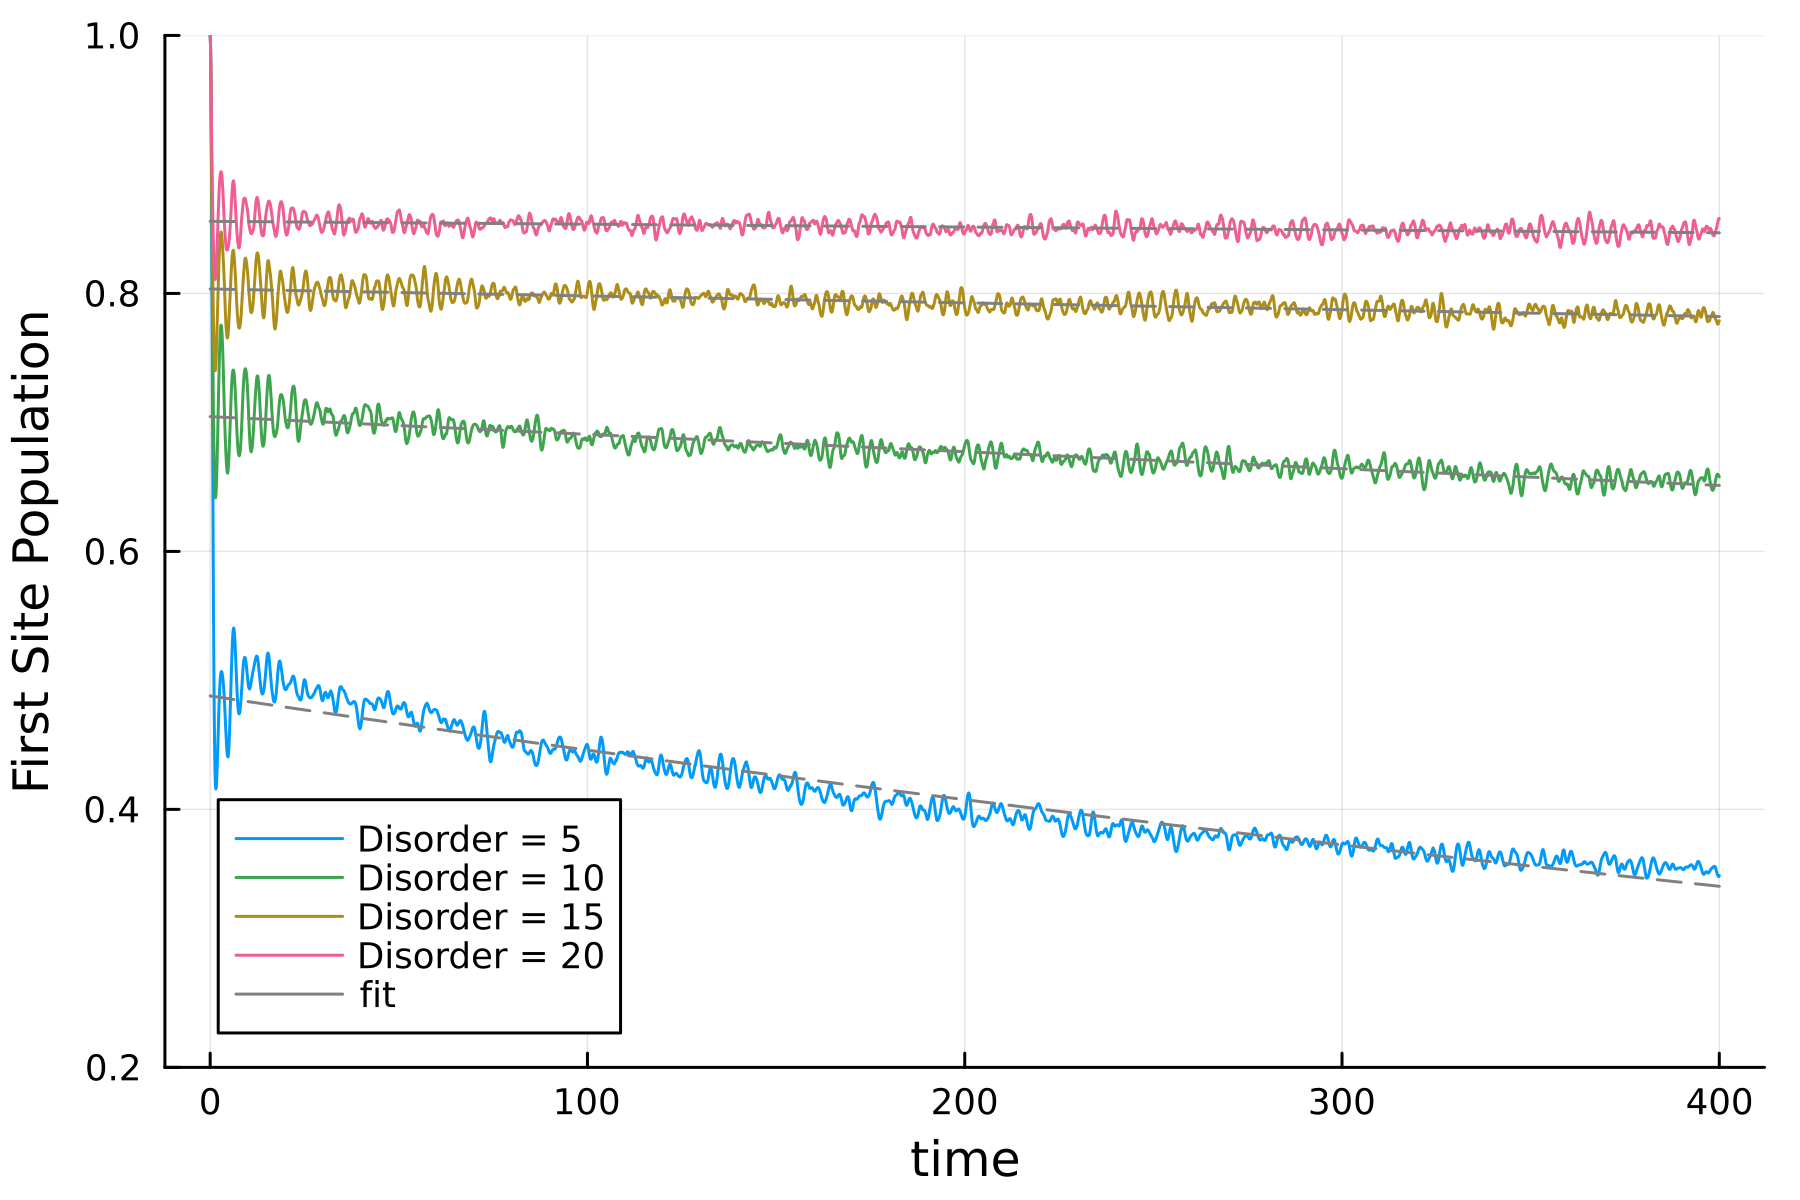 First Site Population
1.0
0.8
0.6
0.4
0.2
Disorder = 5
Disorder = 10
Disorder = 15
Disorder = 20
fit
0 100 200 300 400
time